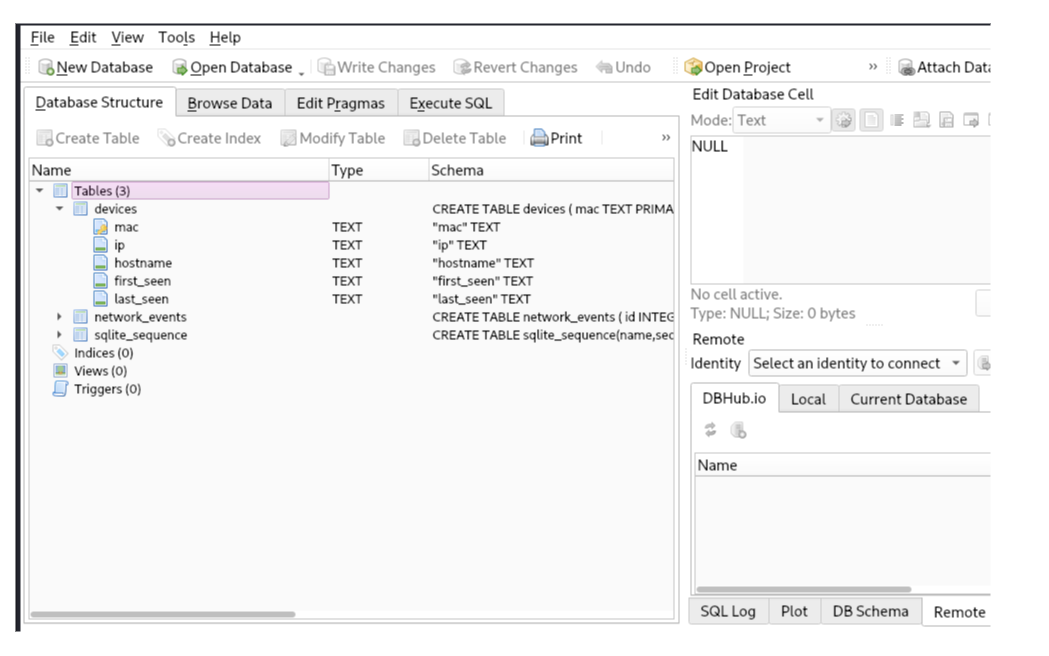 File Edit View Tools Help
New Database Open Database Write Changes Revert Changes Undo Open Project » Attach Data
Database Structure Browse Data Edit Pragmas Execute SQL
Create Table Create Index Modify Table Delete Table Print »
Name Type Schema
Tables (3)
devices CREATE TABLE devices ( mac TEXT PRIMA
mac TEXT "mac" TEXT
ip TEXT "ip" TEXT
hostname TEXT "hostname" TEXT
first_seen TEXT "first_seen" TEXT
last_seen TEXT "last_seen" TEXT
network_events CREATE TABLE network_events ( id INTEG
sqlite_sequence CREATE TABLE sqlite_sequence(name,sec
Indices (0)
Views (0)
Triggers (0)
Edit Database Cell
Mode: Text
NULL
No cell active.
Type: NULL; Size: 0 bytes
Remote
Identity Select an identity to connect
DBHub.io Local Current Database
Name
SQL Log Plot DB Schema Remote